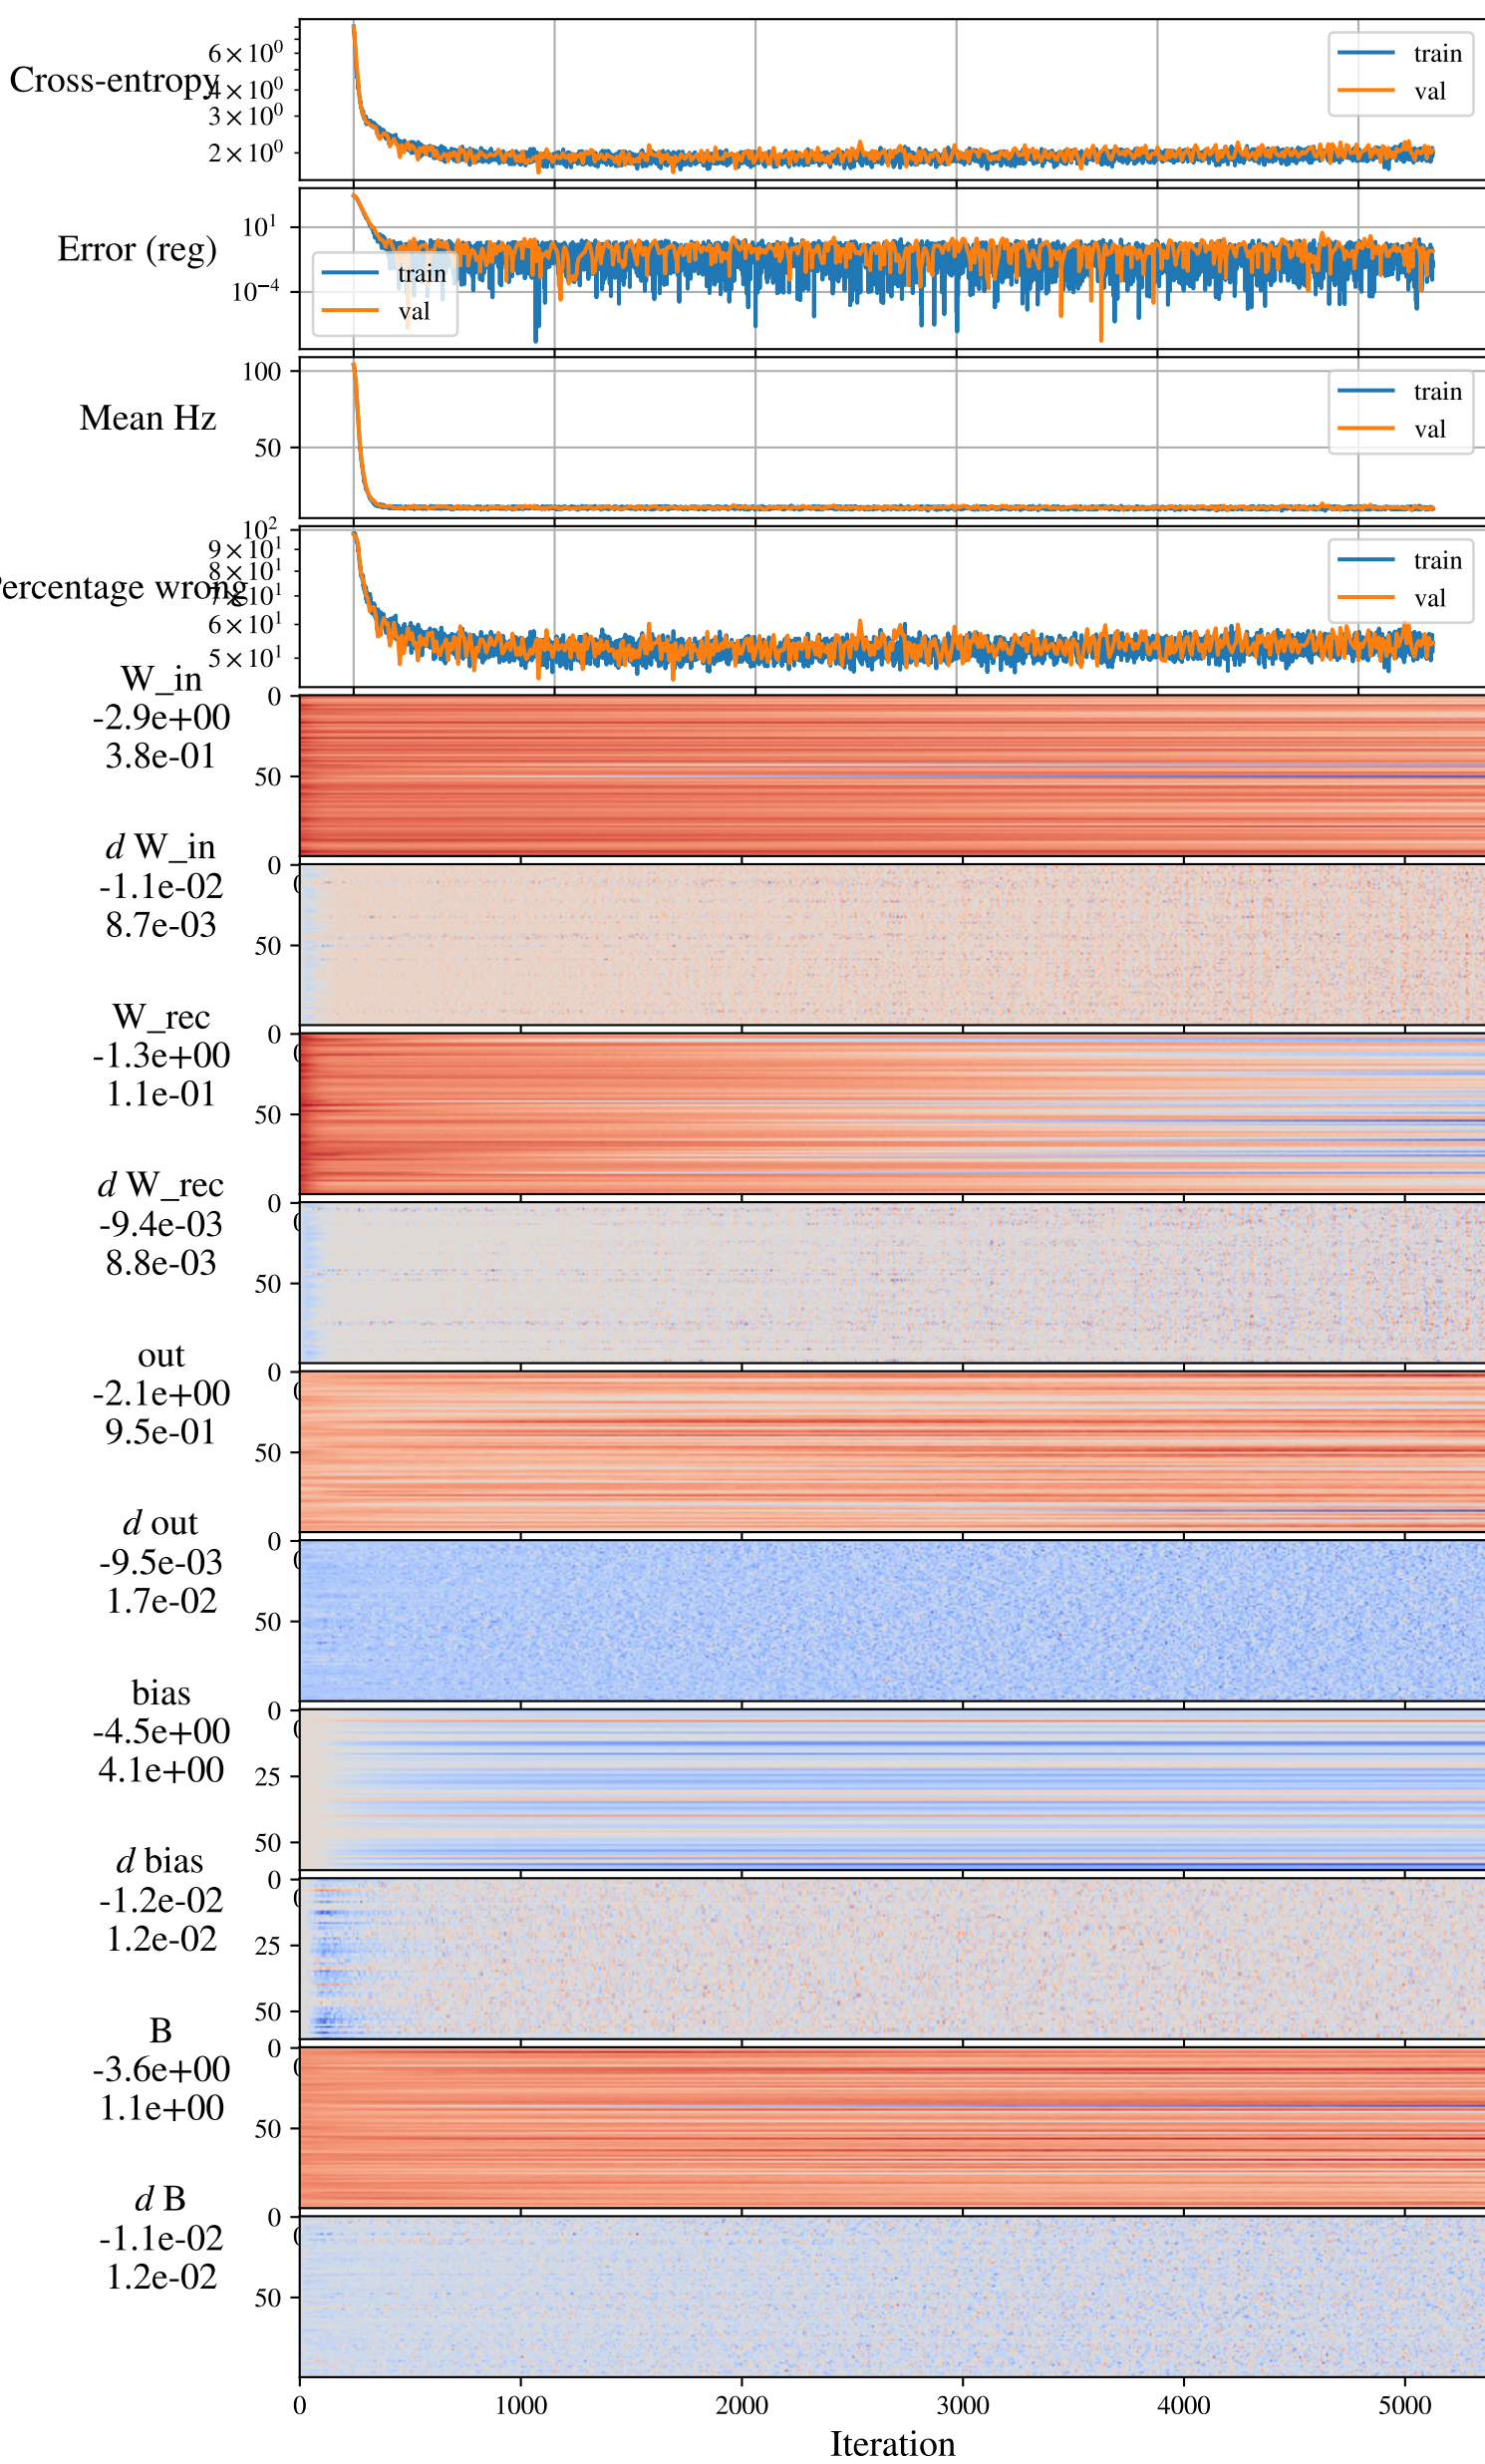 Cross-entropy
6×10⁰
4×10⁰
3×10⁰
2×10⁰
train
val
Error (reg)
10¹
10⁻⁴
train
val
Mean Hz
100
50
train
val
Percentage wrong
10²
9×10¹
8×10¹
7×10¹
6×10¹
5×10¹
train
val
W_in
-2.9e+00
3.8e-01
0
50
d W_in
-1.1e-02
8.7e-03
0
50
W_rec
-1.3e+00
1.1e-01
0
50
d W_rec
-9.4e-03
8.8e-03
0
50
out
-2.1e+00
9.5e-01
0
50
d out
-9.5e-03
1.7e-02
0
50
bias
-4.5e+00
4.1e+00
0
25
50
d bias
-1.2e-02
1.2e-02
0
25
50
B
-3.6e+00
1.1e+00
0
50
d B
-1.1e-02
1.2e-02
0
50
0 1000 2000 3000 4000 5000
Iteration